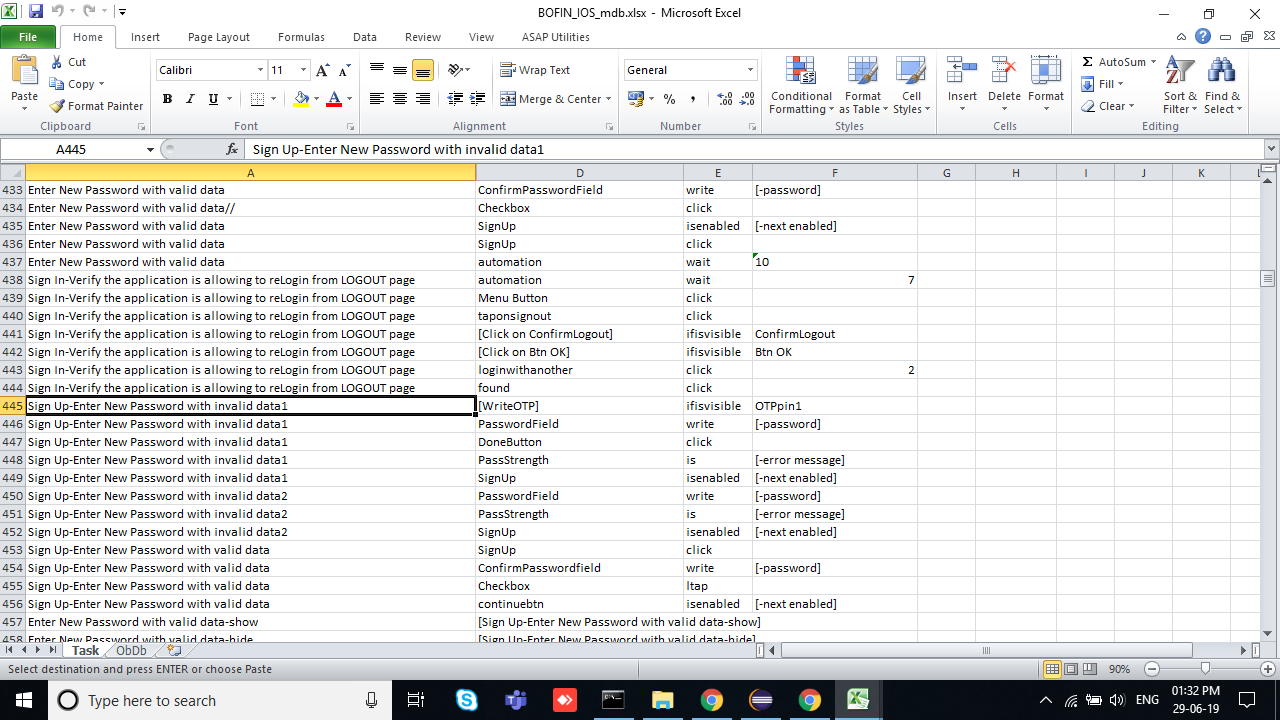 BOFIN_IOS_mdb.xlsx - Microsoft Excel
File Home Insert Page Layout Formulas Data Review View ASAP Utilities
Paste Cut Copy Format Painter Clipboard
Calibri 11 A A B I U A Font
Wrap Text Merge & Center Alignment
General % , .00 .0 Number
Conditional Formatting Format as Table Cell Styles Styles
Insert Delete Format Cells
Σ AutoSum Fill Clear Sort & Filter Find & Select Editing
A445 fx Sign Up-Enter New Password with invalid data1
A D E F G H I J K L
433 Enter New Password with valid data ConfirmPasswordField write [-password]
434 Enter New Password with valid data// Checkbox click
435 Enter New Password with valid data SignUp isenabled [-next enabled]
436 Enter New Password with valid data SignUp click
437 Enter New Password with valid data automation wait 10
438 Sign In-Verify the application is allowing to reLogin from LOGOUT page automation wait 7
439 Sign In-Verify the application is allowing to reLogin from LOGOUT page Menu Button click
440 Sign In-Verify the application is allowing to reLogin from LOGOUT page taponsignout click
441 Sign In-Verify the application is allowing to reLogin from LOGOUT page [Click on ConfirmLogout] ifisvisible ConfirmLogout
442 Sign In-Verify the application is allowing to reLogin from LOGOUT page [Click on Btn OK] ifisvisible Btn OK
443 Sign In-Verify the application is allowing to reLogin from LOGOUT page loginwithanother click 2
444 Sign In-Verify the application is allowing to reLogin from LOGOUT page found click
445 Sign Up-Enter New Password with invalid data1 [WriteOTP] ifisvisible OTPpin1
446 Sign Up-Enter New Password with invalid data1 PasswordField write [-password]
447 Sign Up-Enter New Password with invalid data1 DoneButton click
448 Sign Up-Enter New Password with invalid data1 PassStrength is [-error message]
449 Sign Up-Enter New Password with invalid data1 SignUp isenabled [-next enabled]
450 Sign Up-Enter New Password with invalid data2 PasswordField write [-password]
451 Sign Up-Enter New Password with invalid data2 PassStrength is [-error message]
452 Sign Up-Enter New Password with invalid data2 SignUp isenabled [-next enabled]
453 Sign Up-Enter New Password with valid data SignUp click
454 Sign Up-Enter New Password with valid data ConfirmPasswordfield write [-password]
455 Sign Up-Enter New Password with valid data Checkbox ltap
456 Sign Up-Enter New Password with valid data continuebtn isenabled [-next enabled]
457 Enter New Password with valid data-show [Sign Up-Enter New Password with valid data-show]
458 Enter New Password with valid data-hide [Sign Up-Enter New Password with valid data-hide]
Task ObDb
Select destination and press ENTER or choose Paste 90%
Type here to search ENG 01:32 PM
29-06-19